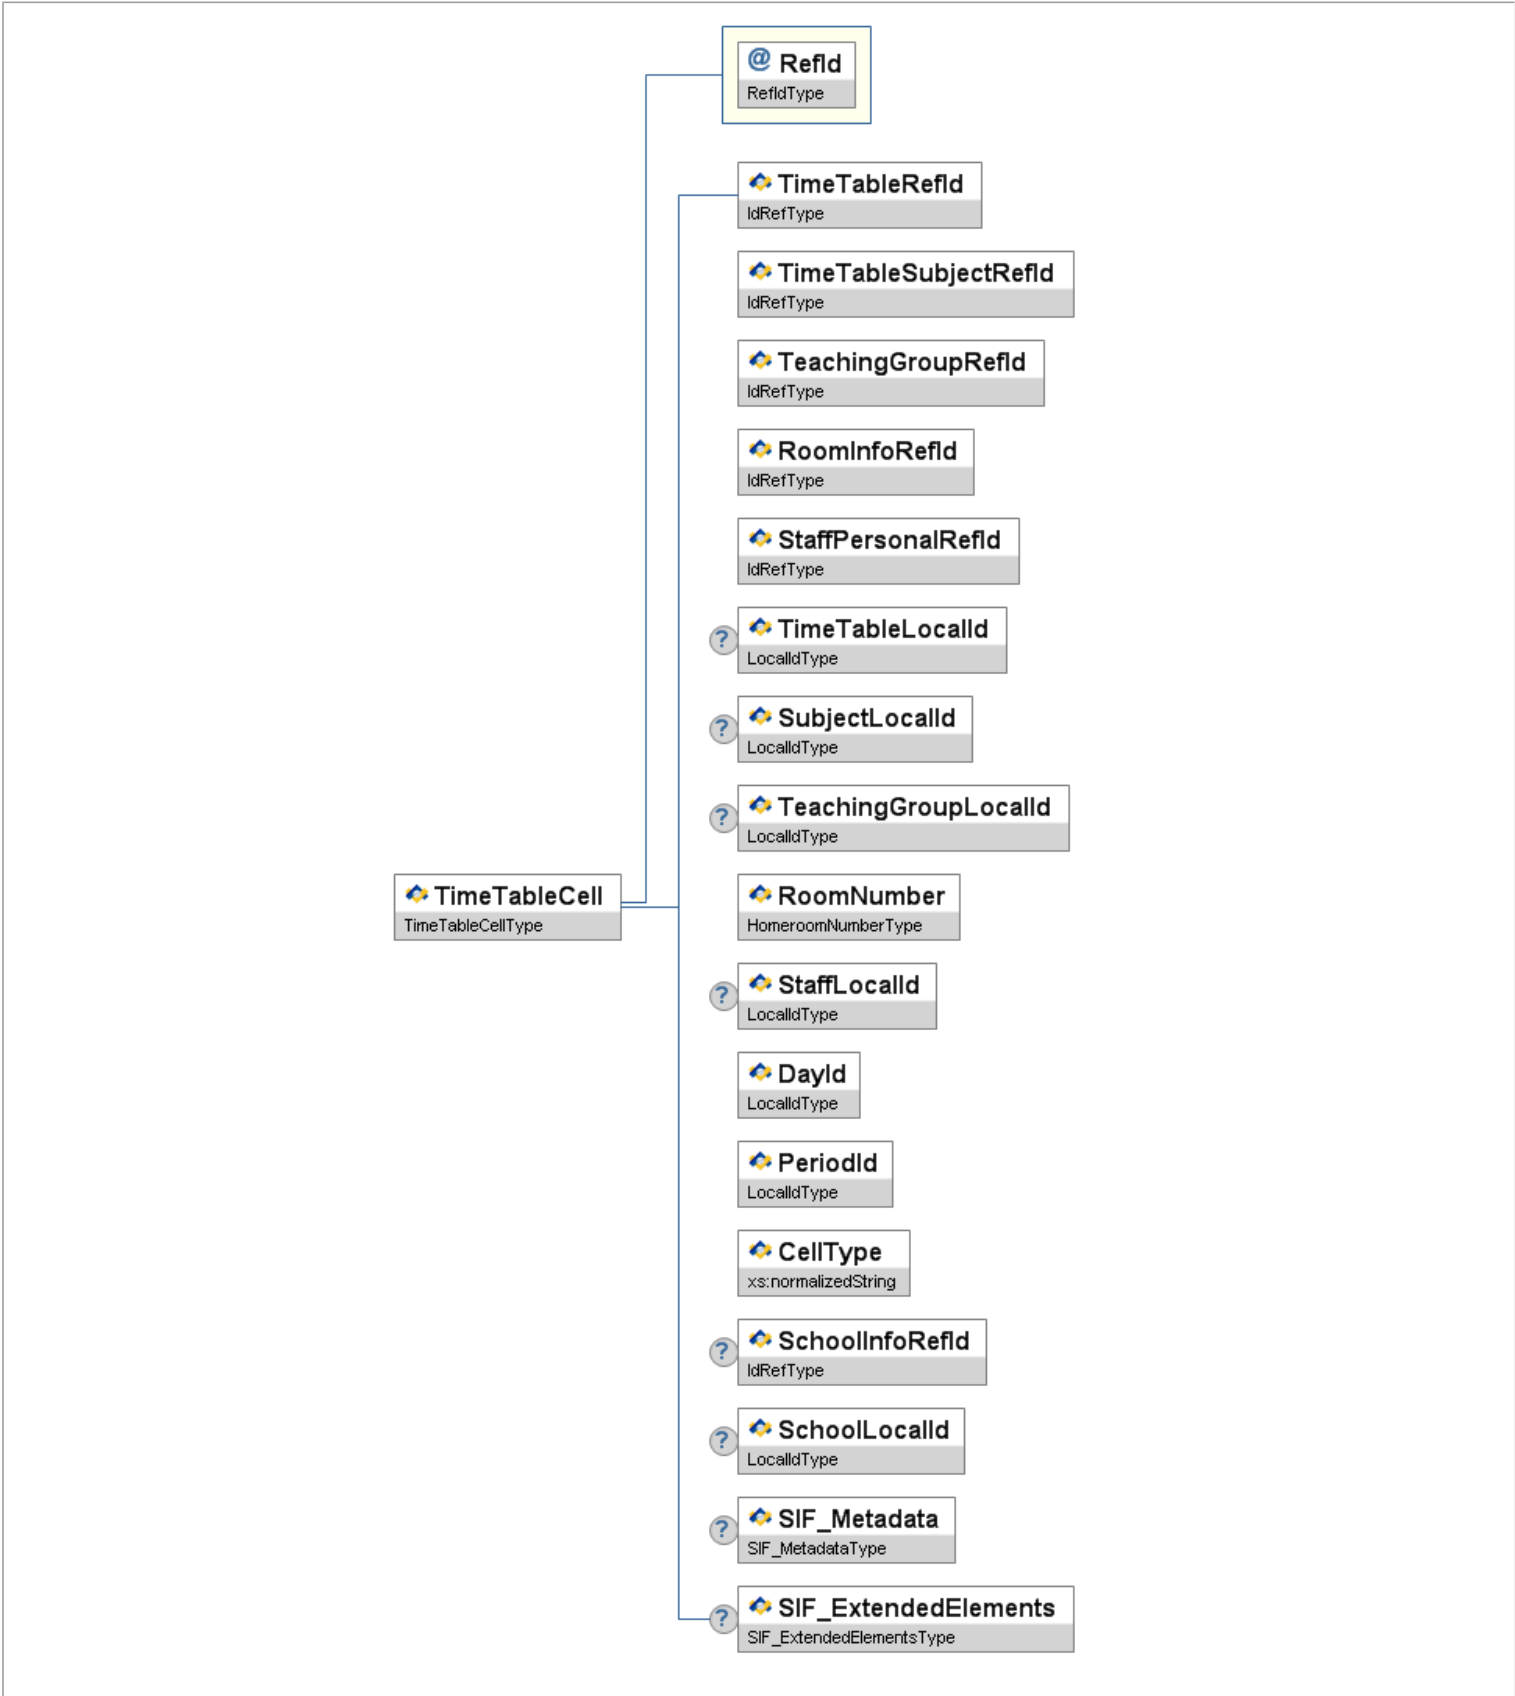 @ RefId
RefIdType
TimeTableRefId
IdRefType
TimeTableSubjectRefId
IdRefType
TeachingGroupRefId
IdRefType
RoomInfoRefId
IdRefType
StaffPersonalRefId
IdRefType
? TimeTableLocalId
LocalIdType
? SubjectLocalId
LocalIdType
? TeachingGroupLocalId
LocalIdType
TimeTableCell
TimeTableCellType
RoomNumber
HomeroomNumberType
? StaffLocalId
LocalIdType
DayId
LocalIdType
PeriodId
LocalIdType
CellType
xs:normalizedString
? SchoolInfoRefId
IdRefType
? SchoolLocalId
LocalIdType
? SIF_Metadata
SIF_MetadataType
? SIF_ExtendedElements
SIF_ExtendedElementsType